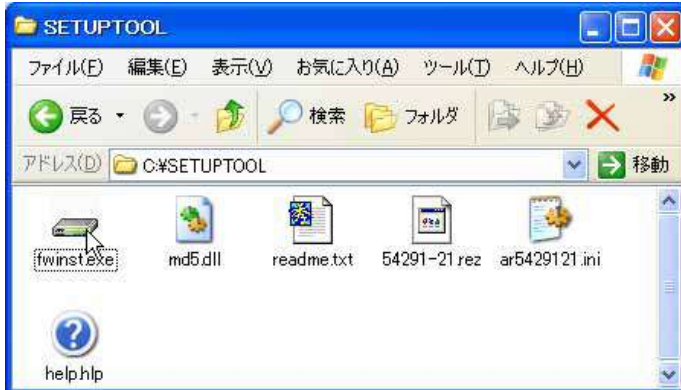 SETUPTOOL
ファイル(F) 編集(E) 表示(V) お気に入り(A) ツール(T) ヘルプ(H)
戻る 検索 フォルダ »
アドレス(D) C:¥SETUPTOOL 移動
fwinst.exe md5.dll readme.txt 54291-21.rez ar5429121.ini
help.hlp